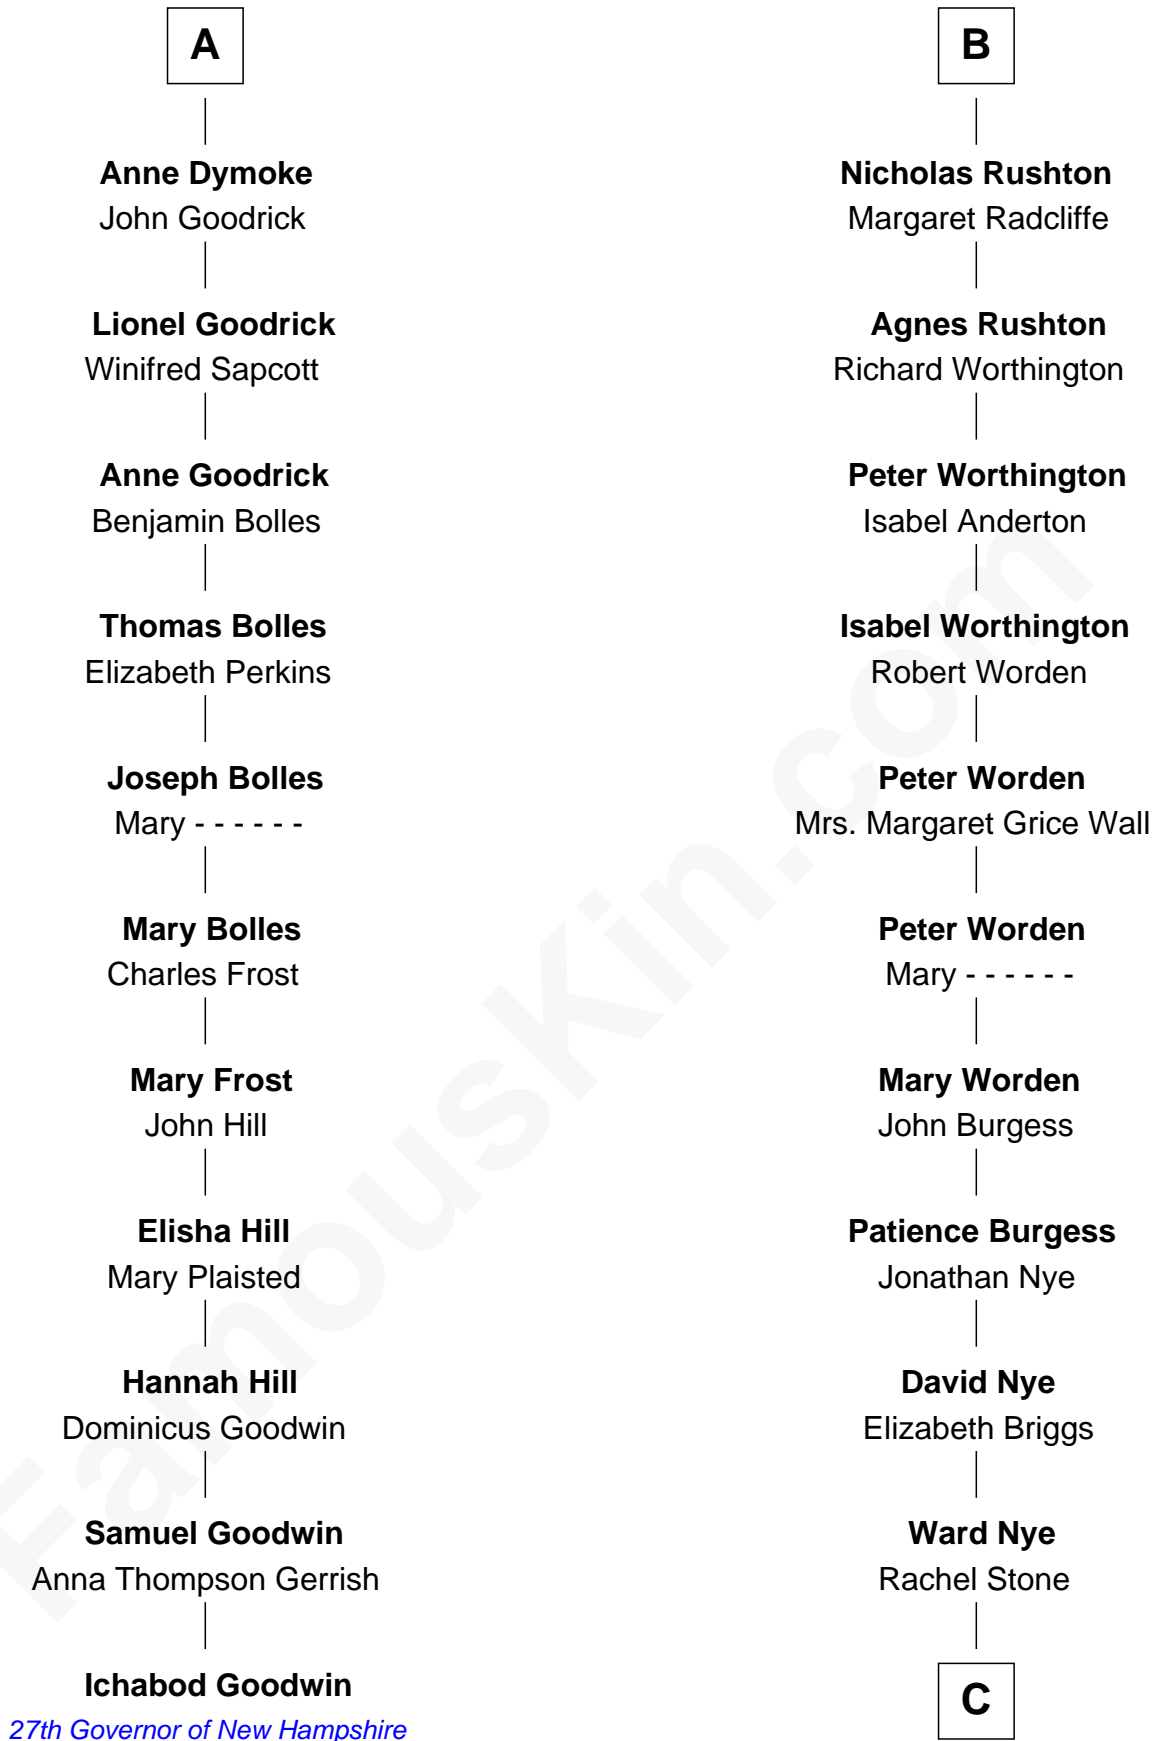 A
Anne Dymoke
John Goodrick
Lionel Goodrick
Winifred Sapcott
Anne Goodrick
Benjamin Bolles
Thomas Bolles
Elizabeth Perkins
Joseph Bolles
Mary - - - - - -
Mary Bolles
Charles Frost
Mary Frost
John Hill
Elisha Hill
Mary Plaisted
Hannah Hill
Dominicus Goodwin
Samuel Goodwin
Anna Thompson Gerrish
Ichabod Goodwin
27th Governor of New Hampshire
B
Nicholas Rushton
Margaret Radcliffe
Agnes Rushton
Richard Worthington
Peter Worthington
Isabel Anderton
Isabel Worthington
Robert Worden
Peter Worden
Mrs. Margaret Grice Wall
Peter Worden
Mary - - - - - -
Mary Worden
John Burgess
Patience Burgess
Jonathan Nye
David Nye
Elizabeth Briggs
Ward Nye
Rachel Stone
C
FamousKin.com